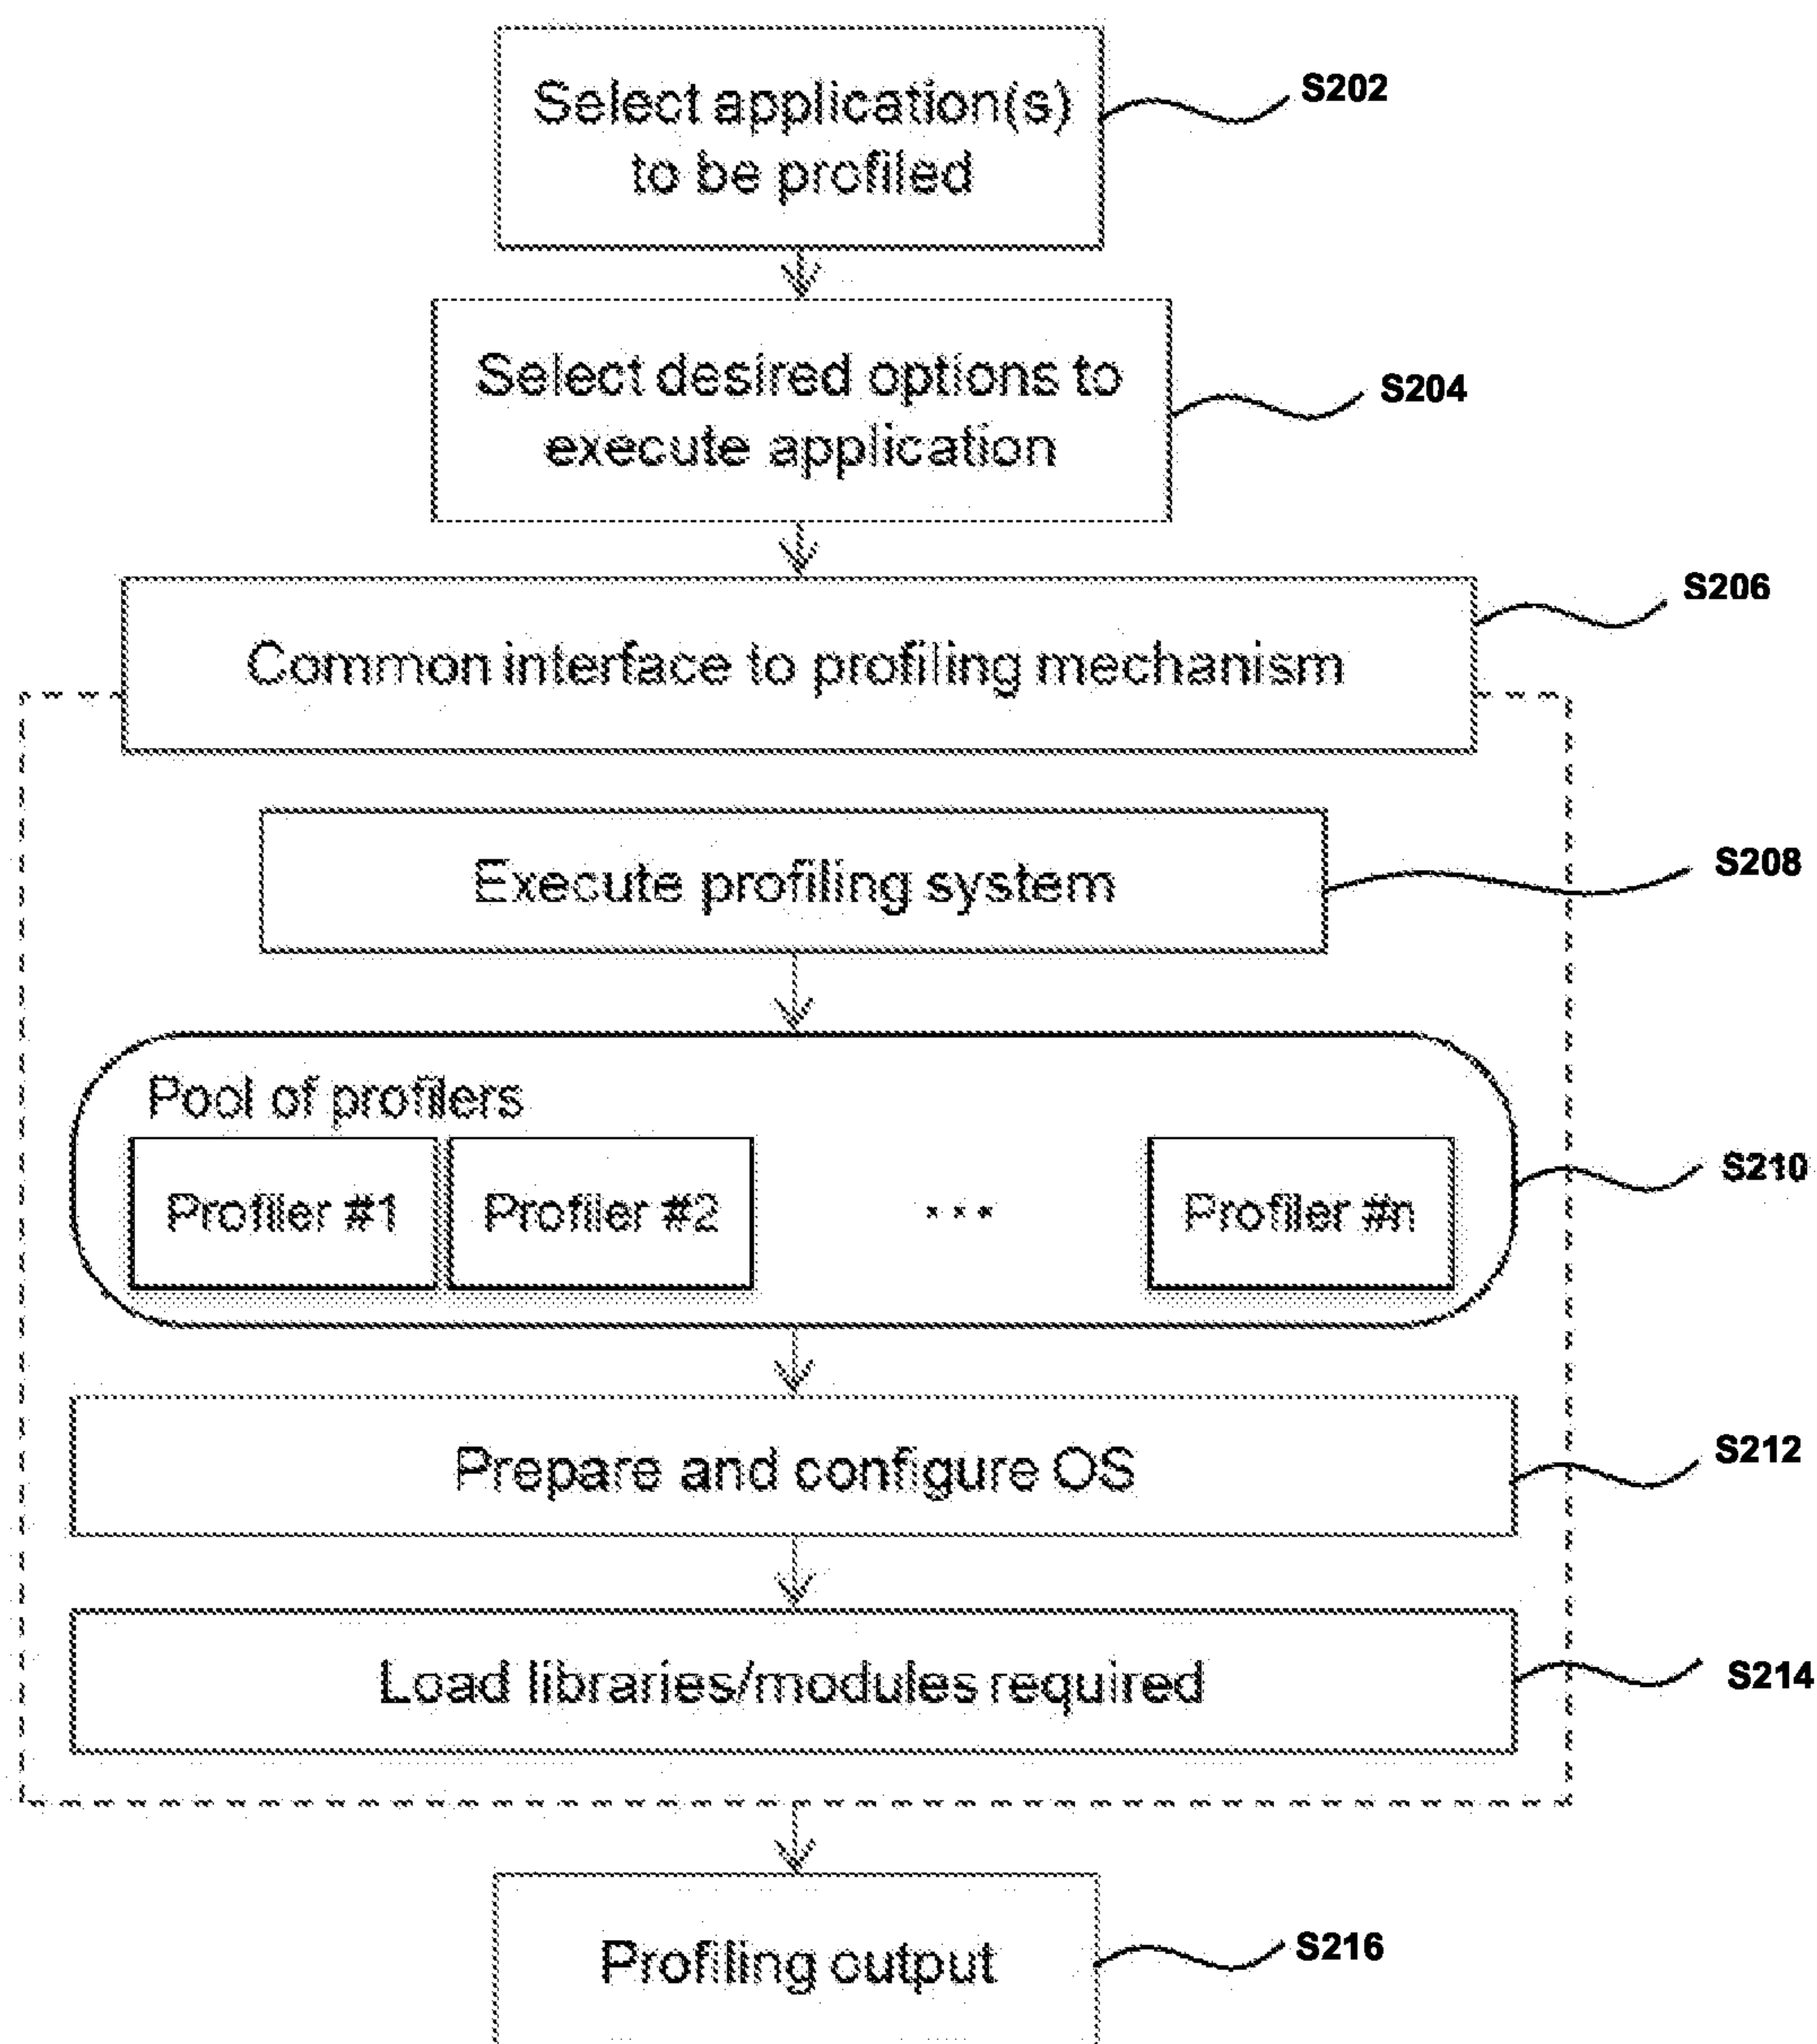 Select application(s)
to be profiled
S202
Select desired options to
execute application
S204
Common interface to profiling mechanism
S206
Execute profiling system
S208
Pool of profilers
Profiler #1
Profiler #2
...
Profiler #n
S210
Prepare and configure OS
S212
Load libraries/modules required
S214
Profiling output
S216